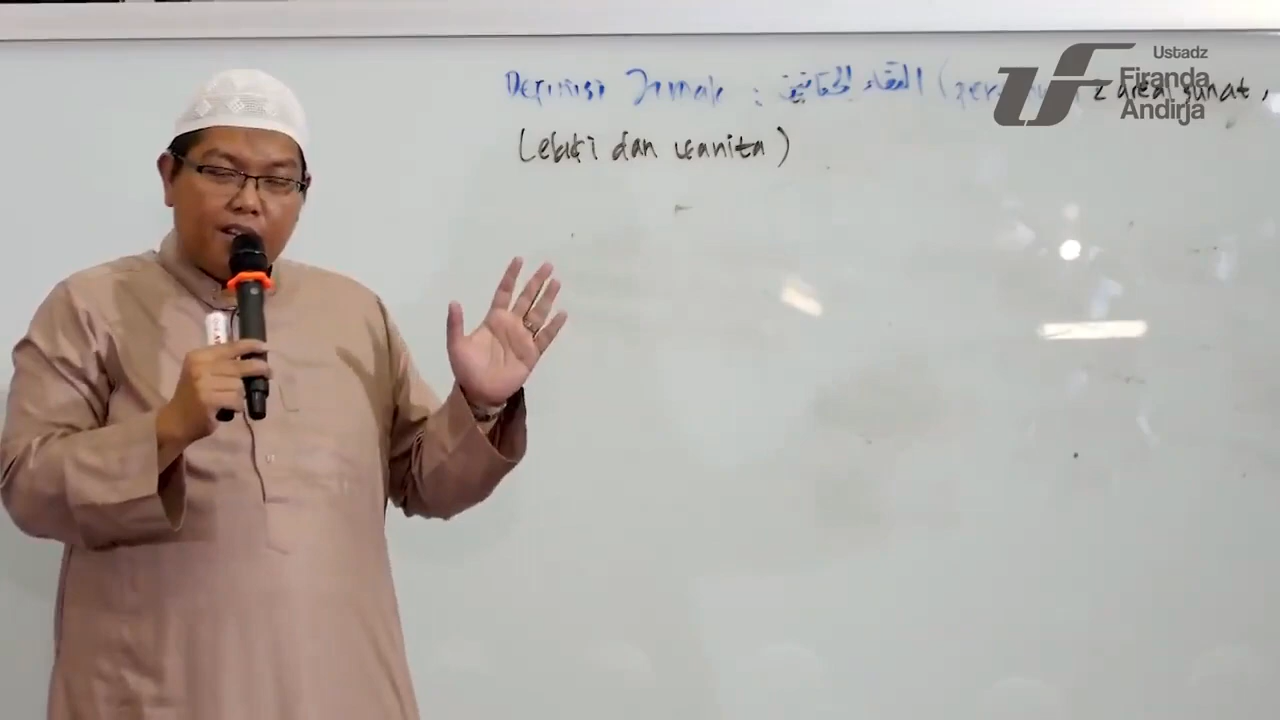 Definisi Jimak : التقاء الختانين ( 2 area sunat,
Lelaki dan wanita )
Ustadz
Firanda
Andirja